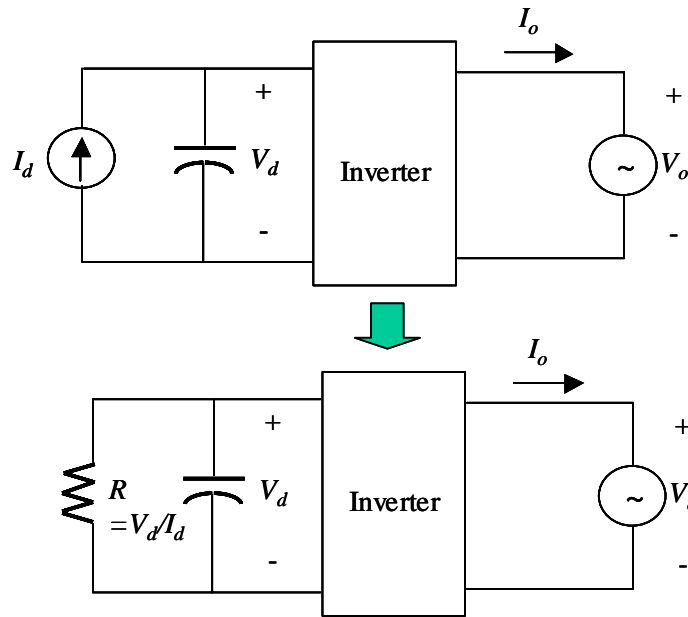 I_o
+
I_d
V_d
Inverter
~
V_o
-
-
+
I_o
+
R
=V_d/I_d
V_d
Inverter
~
-
-
+